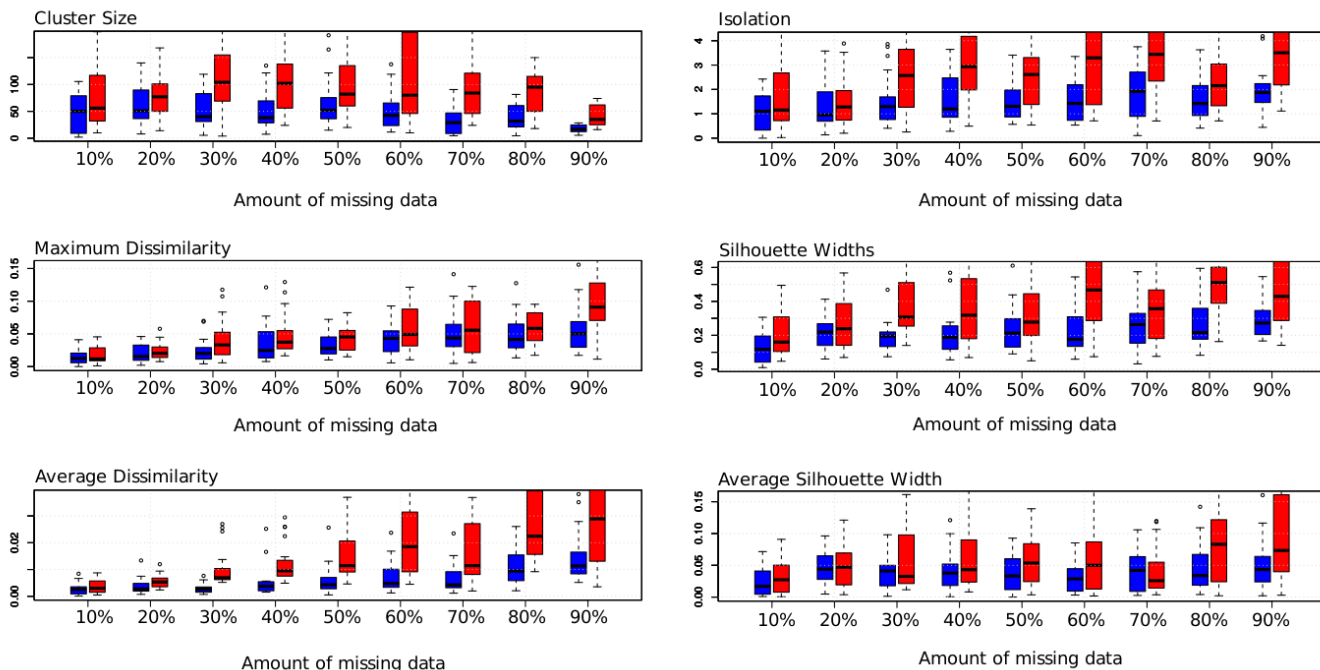 Cluster Size
100
50
0
10% 20% 30% 40% 50% 60% 70% 80% 90%
Amount of missing data
Isolation
4
3
2
1
0
10% 20% 30% 40% 50% 60% 70% 80% 90%
Amount of missing data
Maximum Dissimilarity
0.15
0.10
0.05
0.00
10% 20% 30% 40% 50% 60% 70% 80% 90%
Amount of missing data
Silhouette Widths
0.6
0.4
0.2
0.0
10% 20% 30% 40% 50% 60% 70% 80% 90%
Amount of missing data
Average Dissimilarity
0.02
0.00
10% 20% 30% 40% 50% 60% 70% 80% 90%
Amount of missing data
Average Silhouette Width
0.15
0.10
0.05
0.00
10% 20% 30% 40% 50% 60% 70% 80% 90%
Amount of missing data